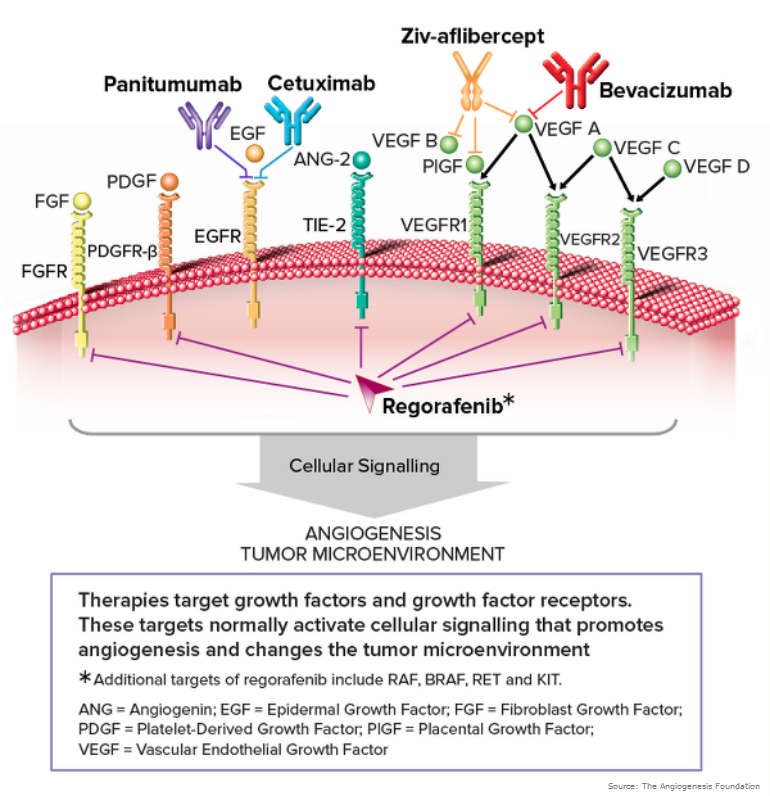 Ziv-aflibercept
Panitumumab
Cetuximab
Bevacizumab
EGF
VEGF B
VEGF A
VEGF C
VEGF D
ANG-2
PlGF
PDGF
FGF
FGFR
PDGFR-β
EGFR
TIE-2
VEGFR1
VEGFR2
VEGFR3
Regorafenib*
Cellular Signalling
ANGIOGENESIS
TUMOR MICROENVIRONMENT
Therapies target growth factors and growth factor receptors.
These targets normally activate cellular signalling that promotes
angiogenesis and changes the tumor microenvironment
*Additional targets of regorafenib include RAF, BRAF, RET and KIT.
ANG = Angiogenin; EGF = Epidermal Growth Factor; FGF = Fibroblast Growth Factor;
PDGF = Platelet-Derived Growth Factor; PlGF = Placental Growth Factor;
VEGF = Vascular Endothelial Growth Factor
Source: The Angiogenesis Foundation